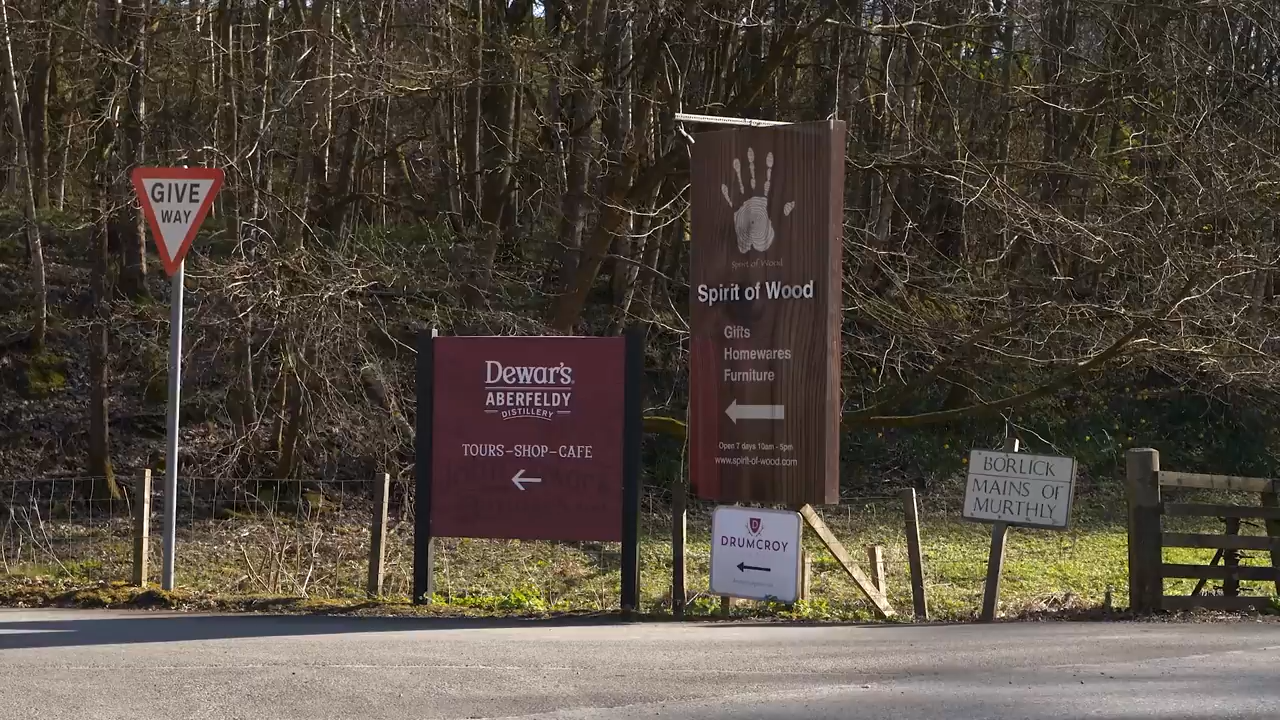 GIVE
WAY
Dewar's
ABERFELDY
DISTILLERY
TOURS–SHOP–CAFE
Spirit of Wood
Spirit of Wood
Gifts
Homewares
Furniture
Open 7 days 10am - 5pm
www.spirit-of-wood.com
D
DRUMCROY
BORLICK
MAINS OF
MURTHLY